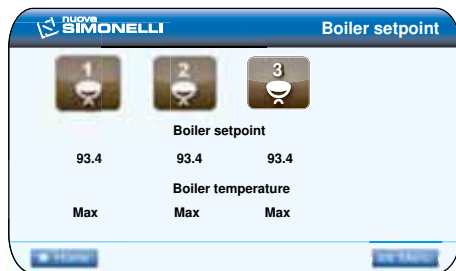 nuova
SIMONELLI Boiler setpoint
1 2 3
Boiler setpoint
93.4 93.4 93.4
Boiler temperature
Max Max Max
Home